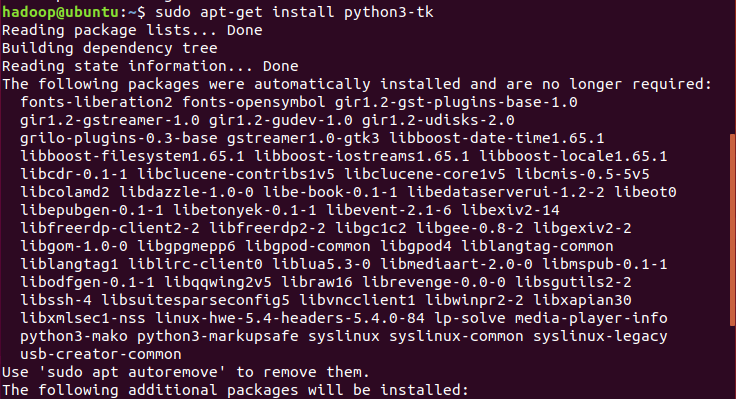 hadoop@ubuntu:~$ sudo apt-get install python3-tk
Reading package lists... Done
Building dependency tree
Reading state information... Done
The following packages were automatically installed and are no longer required:
  fonts-liberation2 fonts-opensymbol gir1.2-gst-plugins-base-1.0
  gir1.2-gstreamer-1.0 gir1.2-gudev-1.0 gir1.2-udisks-2.0
  grilo-plugins-0.3-base gstreamer1.0-gtk3 libboost-date-time1.65.1
  libboost-filesystem1.65.1 libboost-iostreams1.65.1 libboost-locale1.65.1
  libcdr-0.1-1 libclucene-contribs1v5 libclucene-core1v5 libcmis-0.5-5v5
  libcolamd2 libdazzle-1.0-0 libe-book-0.1-1 libedataserverui-1.2-2 libeot0
  libepubgen-0.1-1 libetonyek-0.1-1 libevent-2.1-6 libexiv2-14
  libfreerdp-client2-2 libfreerdp2-2 libgc1c2 libgee-0.8-2 libgexiv2-2
  libgom-1.0-0 libgpgmepp6 libgpod-common libgpod4 liblangtag-common
  liblangtag1 liblirc-client0 liblua5.3-0 libmediaart-2.0-0 libmspub-0.1-1
  libodfgen-0.1-1 libqqwing2v5 libraw16 librevenge-0.0-0 libsgutils2-2
  libssh-4 libsuitesparseconfig5 libvncclient1 libwinpr2-2 libxapian30
  libxmlsec1-nss linux-hwe-5.4-headers-5.4.0-84 lp-solve media-player-info
  python3-mako python3-markupsafe syslinux syslinux-common syslinux-legacy
  usb-creator-common
Use 'sudo apt autoremove' to remove them.
The following additional packages will be installed: